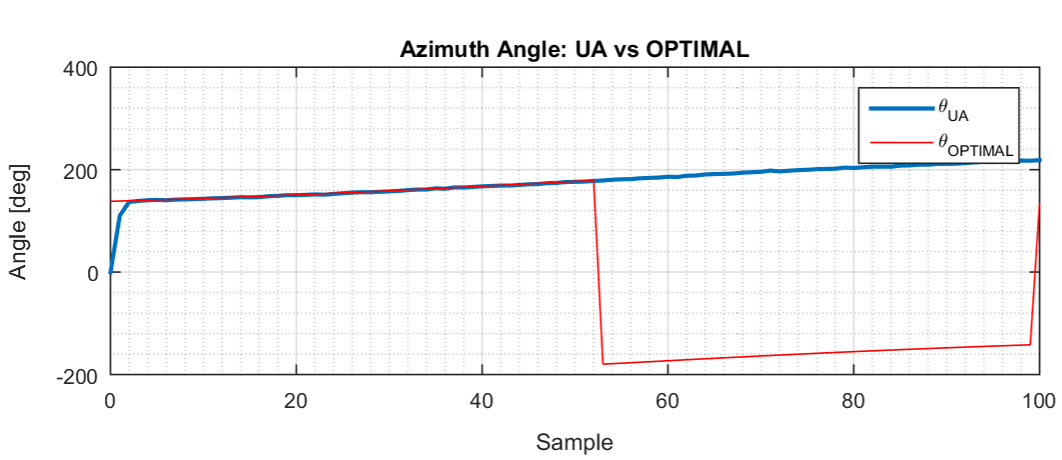 Azimuth Angle: UA vs OPTIMAL
400
200
0
-200
Angle [deg]
θUA
θOPTIMAL
0 20 40 60 80 100
Sample